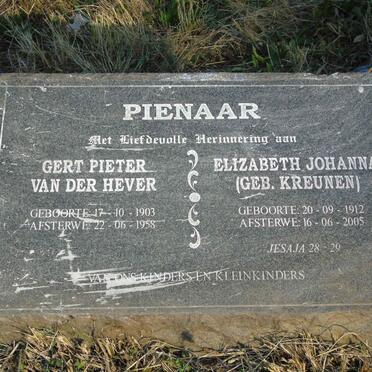 PIENAAR
Met Liefdevolle Herinnering aan
GERT PIETER
VAN DER HEVER
GEBOORTE: 17 - 10 - 1903
AFSTERWE: 22 - 06 - 1958
ELIZABETH JOHANNA
(GEB. KREUNEN)
GEBOORTE: 20 - 09 - 1912
AFSTERWE: 16 - 06 - 2005
JESAJA 28 - 29
VAN ONS KINDERS EN KLEINKINDERS